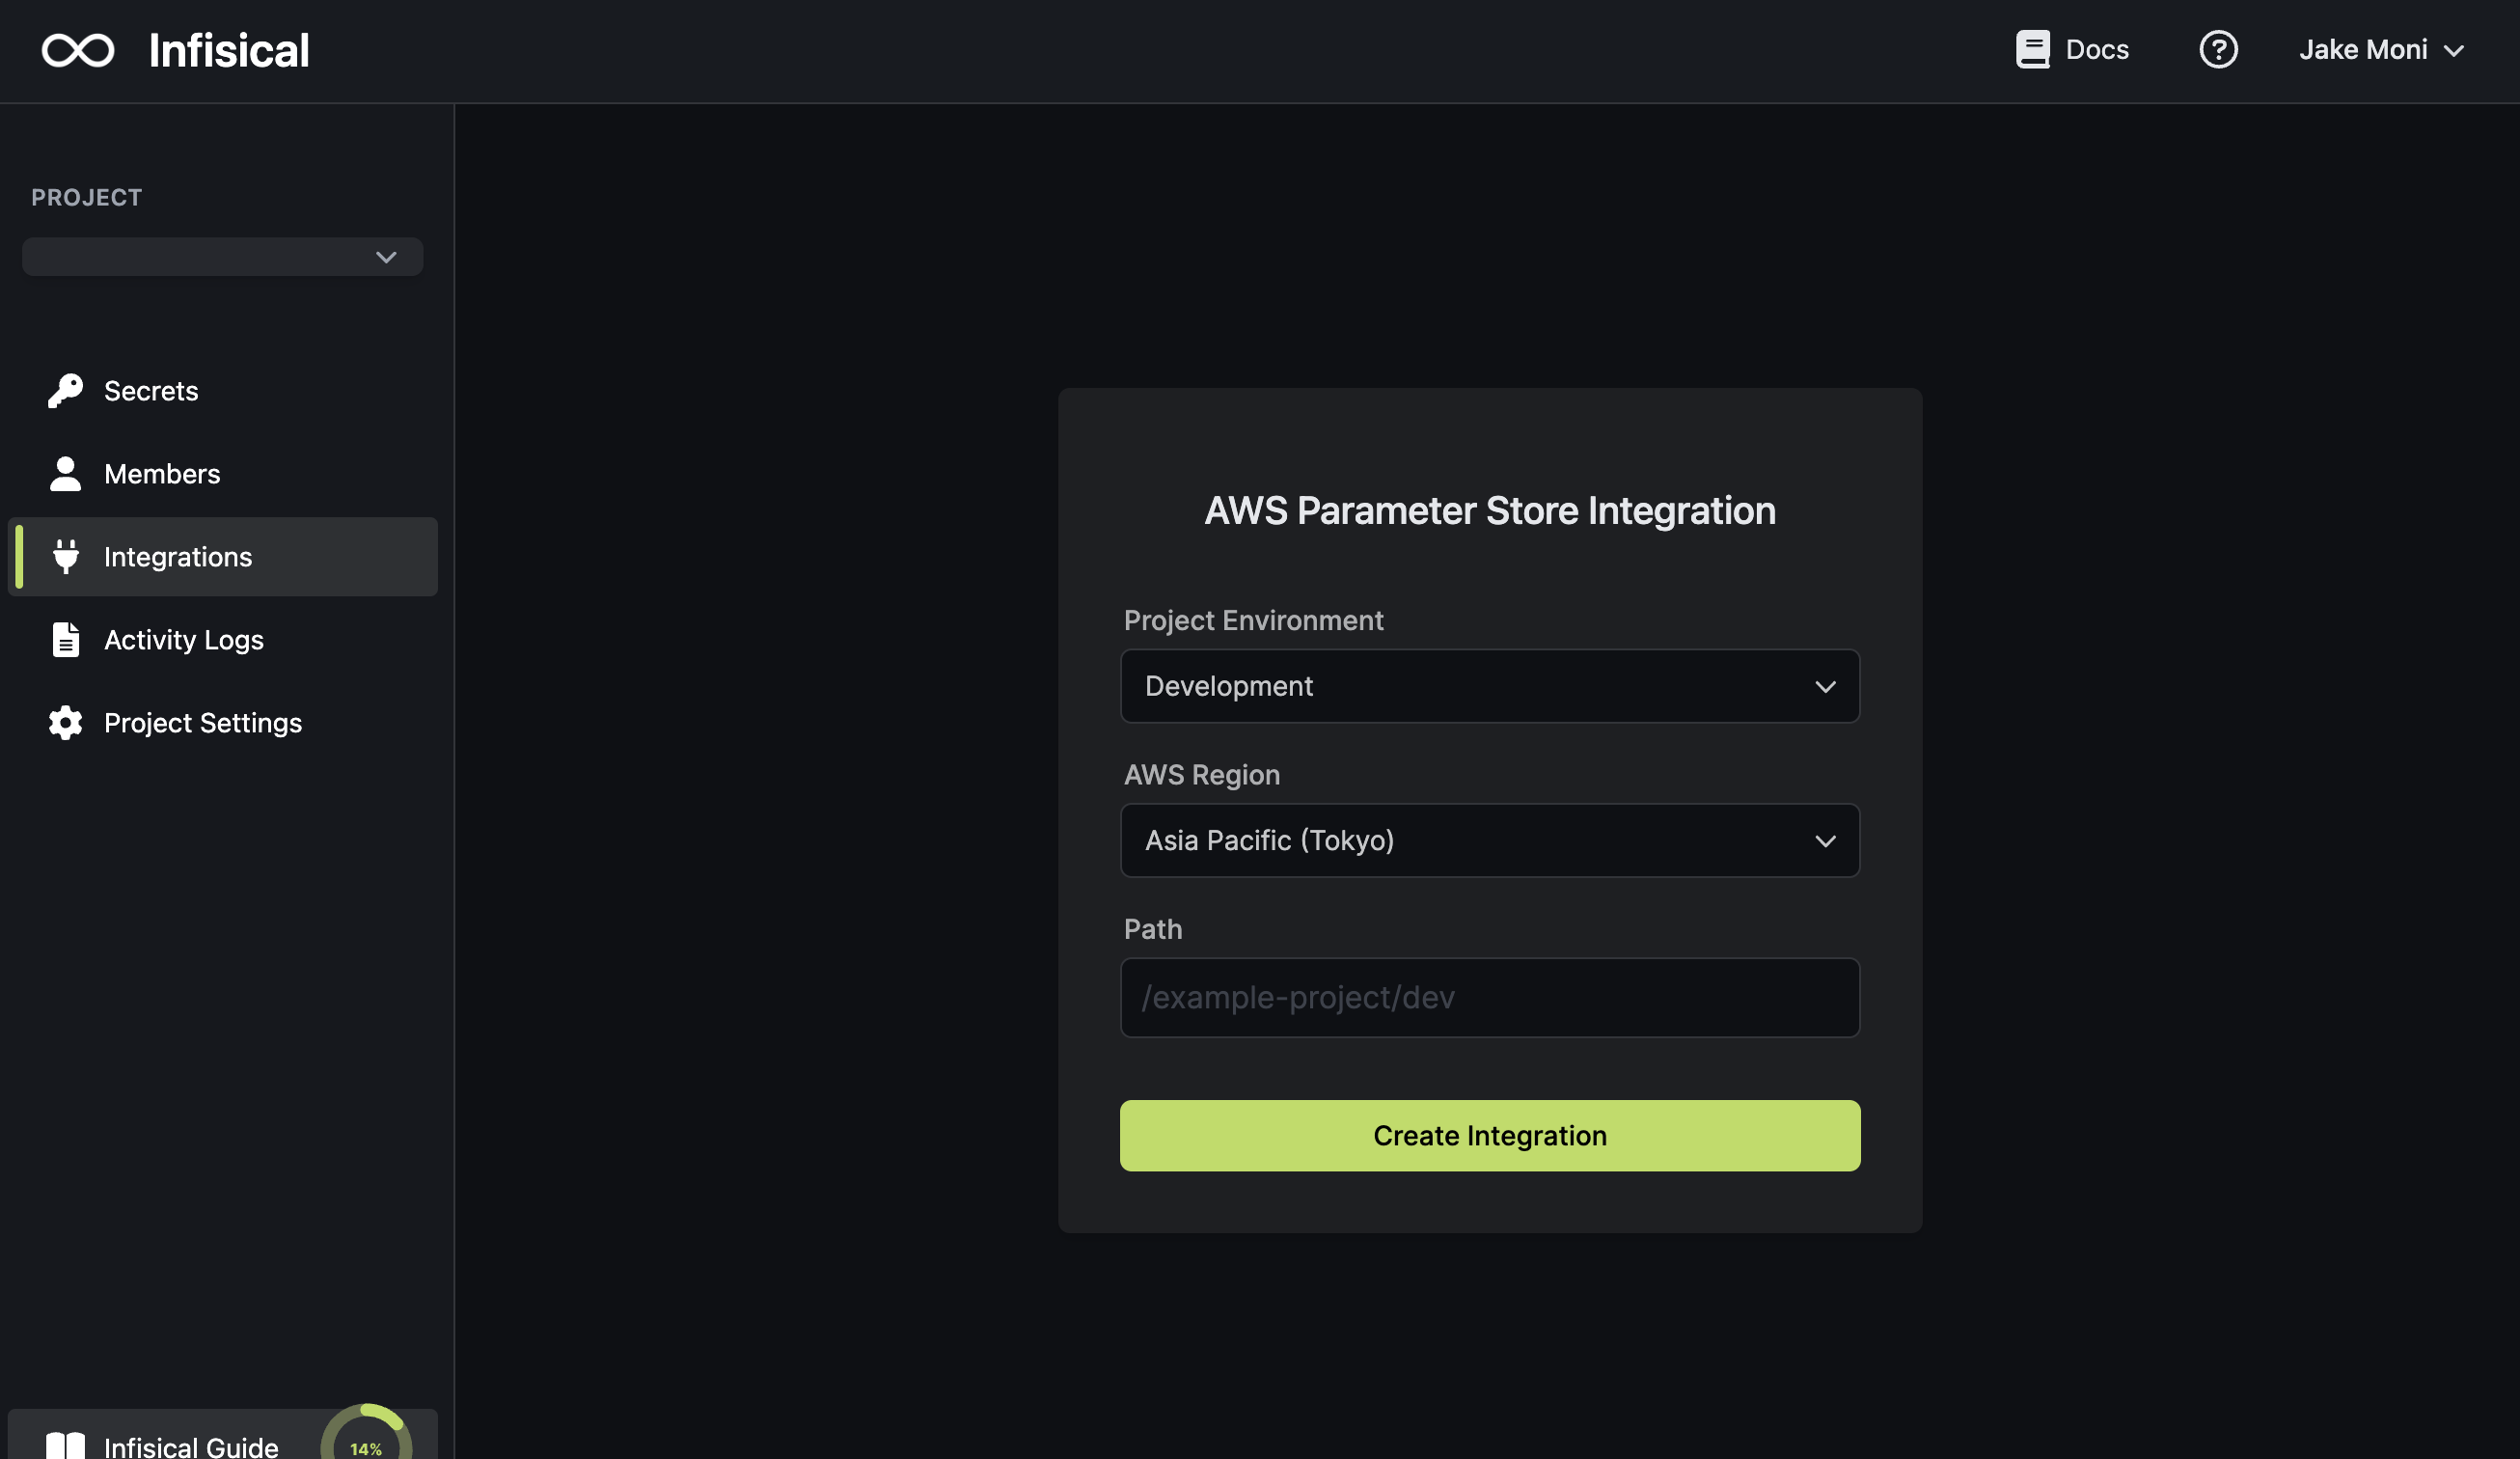 Infisical
Docs
Jake Moni
PROJECT
Secrets
Members
Integrations
Activity Logs
Project Settings
Infisical Guide
14%
AWS Parameter Store Integration
Project Environment
Development
AWS Region
Asia Pacific (Tokyo)
Path
/example-project/dev
Create Integration